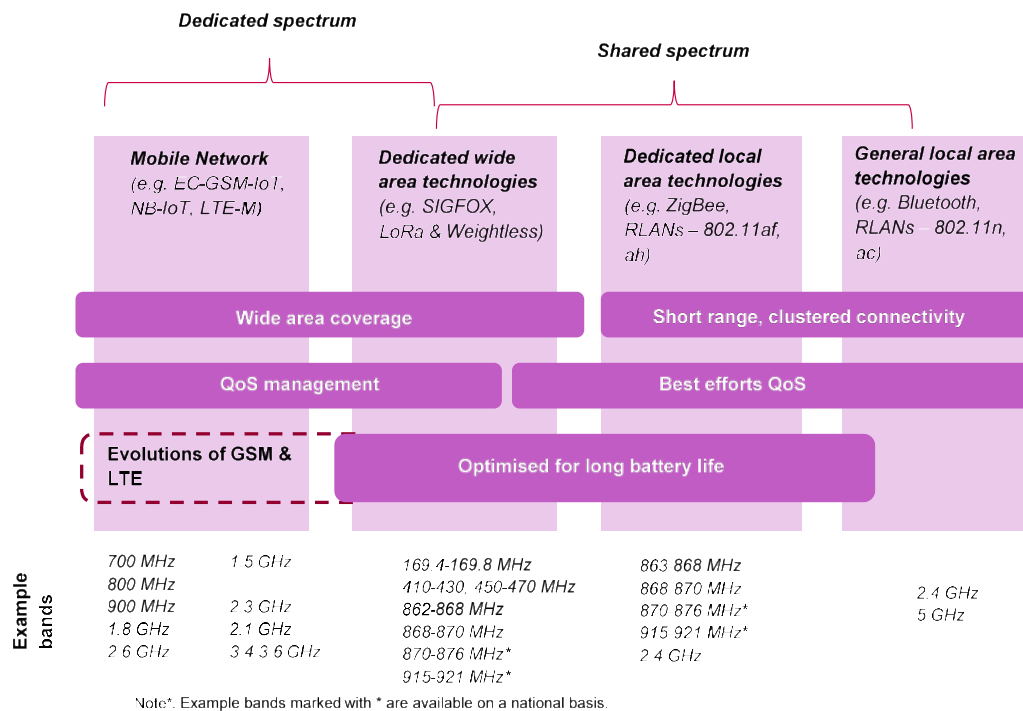 Dedicated spectrum
Shared spectrum
Mobile Network
(e.g. EC-GSM-IoT,
NB-IoT, LTE-M)
Dedicated wide
area technologies
(e.g. SIGFOX,
LoRa & Weightless)
Dedicated local
area technologies
(e.g. ZigBee,
RLANs – 802.11af,
ah)
General local area
technologies
(e.g. Bluetooth,
RLANs – 802.11n,
ac)
Wide area coverage
Short range, clustered connectivity
QoS management
Best efforts QoS
Evolutions of GSM &
LTE
Optimised for long battery life
Example
bands
700 MHz
800 MHz
900 MHz
1.8 GHz
2.6 GHz
1.5 GHz
2.3 GHz
2.1 GHz
3.4-3.6 GHz
169.4-169.8 MHz
410-430, 450-470 MHz
862-868 MHz
868-870 MHz
870-876 MHz*
915-921 MHz*
863-868 MHz
868-870 MHz
870-876 MHz*
915-921 MHz*
2.4 GHz
2.4 GHz
5 GHz
Note*. Example bands marked with * are available on a national basis.